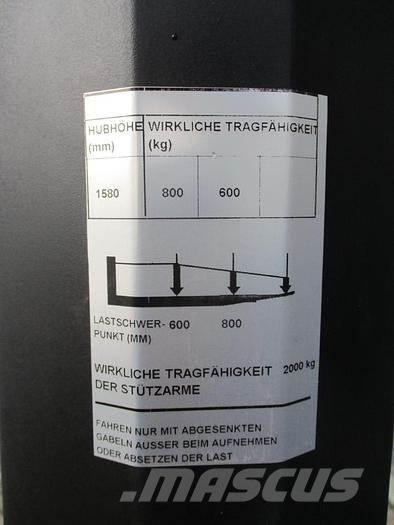 HUBHÖHE WIRKLICHE TRAGFÄHIGKEIT
(mm) (kg)
1580 800 600
LASTSCHWER- 600 800
PUNKT (MM)
WIRKLICHE TRAGFÄHIGKEIT 2000 kg
DER STÜTZARME
FAHREN NUR MIT ABGESENKTEN
GABELN AUSSER BEIM AUFNEHMEN
ODER ABSETZEN DER LAST
MASCUS